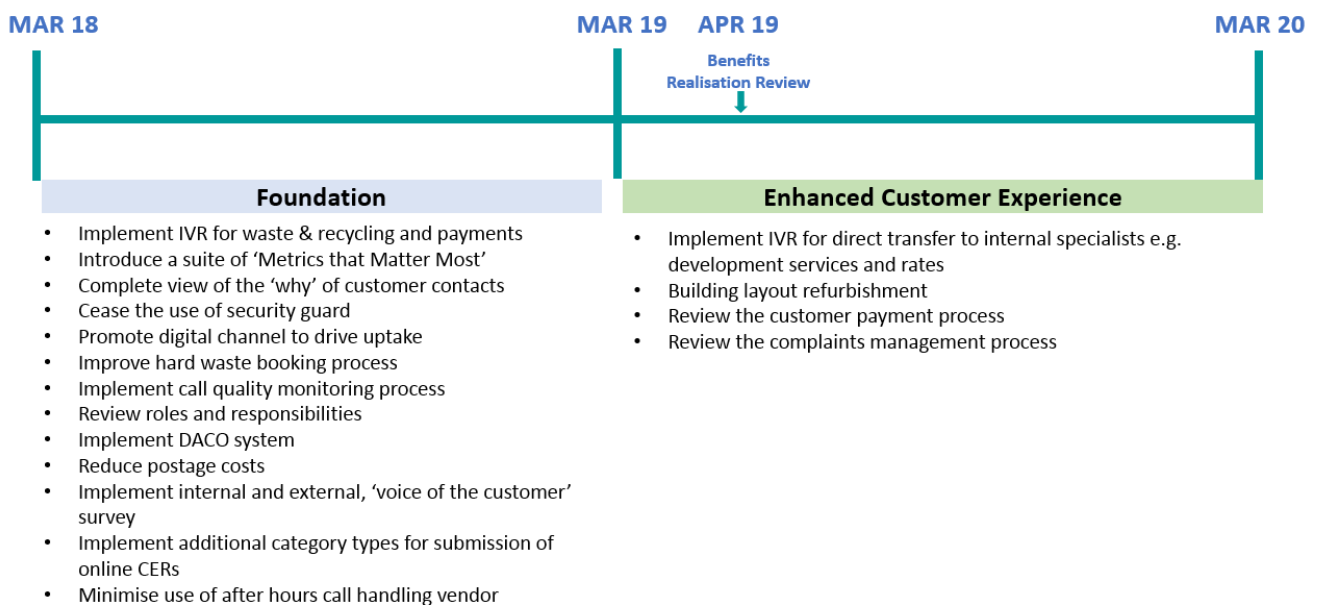 MAR 18
MAR 19
APR 19
MAR 20
Benefits
Realisation Review
Foundation
• Implement IVR for waste & recycling and payments
• Introduce a suite of ‘Metrics that Matter Most’
• Complete view of the ‘why’ of customer contacts
• Cease the use of security guard
• Promote digital channel to drive uptake
• Improve hard waste booking process
• Implement call quality monitoring process
• Review roles and responsibilities
• Implement DACO system
• Reduce postage costs
• Implement internal and external, ‘voice of the customer’
survey
• Implement additional category types for submission of
online CERs
• Minimise use of after hours call handling vendor
Enhanced Customer Experience
• Implement IVR for direct transfer to internal specialists e.g.
development services and rates
• Building layout refurbishment
• Review the customer payment process
• Review the complaints management process